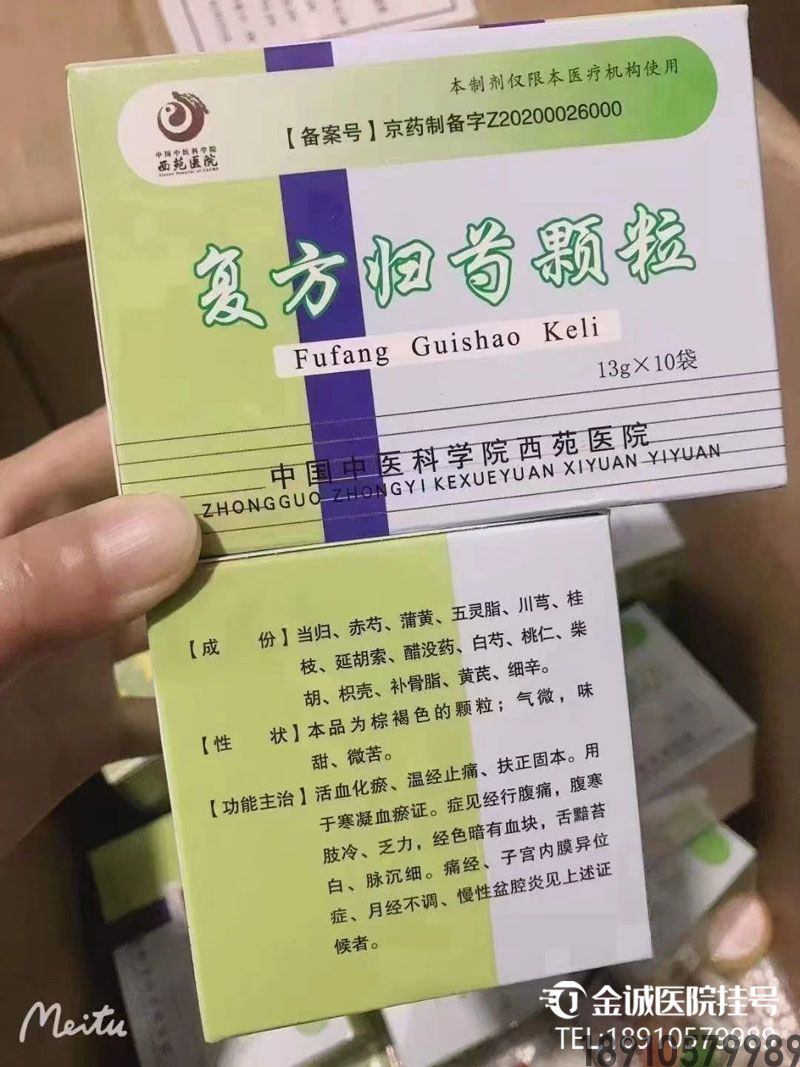 本制剂仅限本医疗机构使用
【备案号】京药制备字Z20200026000
中国中医科学院
西苑医院
复方归芍颗粒
Fufang Guishao Keli
13g×10袋
中国中医科学院西苑医院
ZHONGGUO ZHONGYI KEXUEYUAN XIYUAN YIYUAN
【成 份】当归、赤芍、蒲黄、五灵脂、川芎、桂
枝、延胡索、醋没药、白芍、桃仁、柴
胡、枳壳、补骨脂、黄芪、细辛。
【性 状】本品为棕褐色的颗粒；气微，味
甜、微苦。
【功能主治】活血化瘀、温经止痛、扶正固本。用
于寒凝血瘀证。症见经行腹痛，腹寒
肢冷、乏力，经色暗有血块，舌黯苔
白、脉沉细。痛经、子宫内膜异位
症、月经不调、慢性盆腔炎见上述证
候者。
Meitu
金诚医院挂号
TEL:18910579989
18910579989